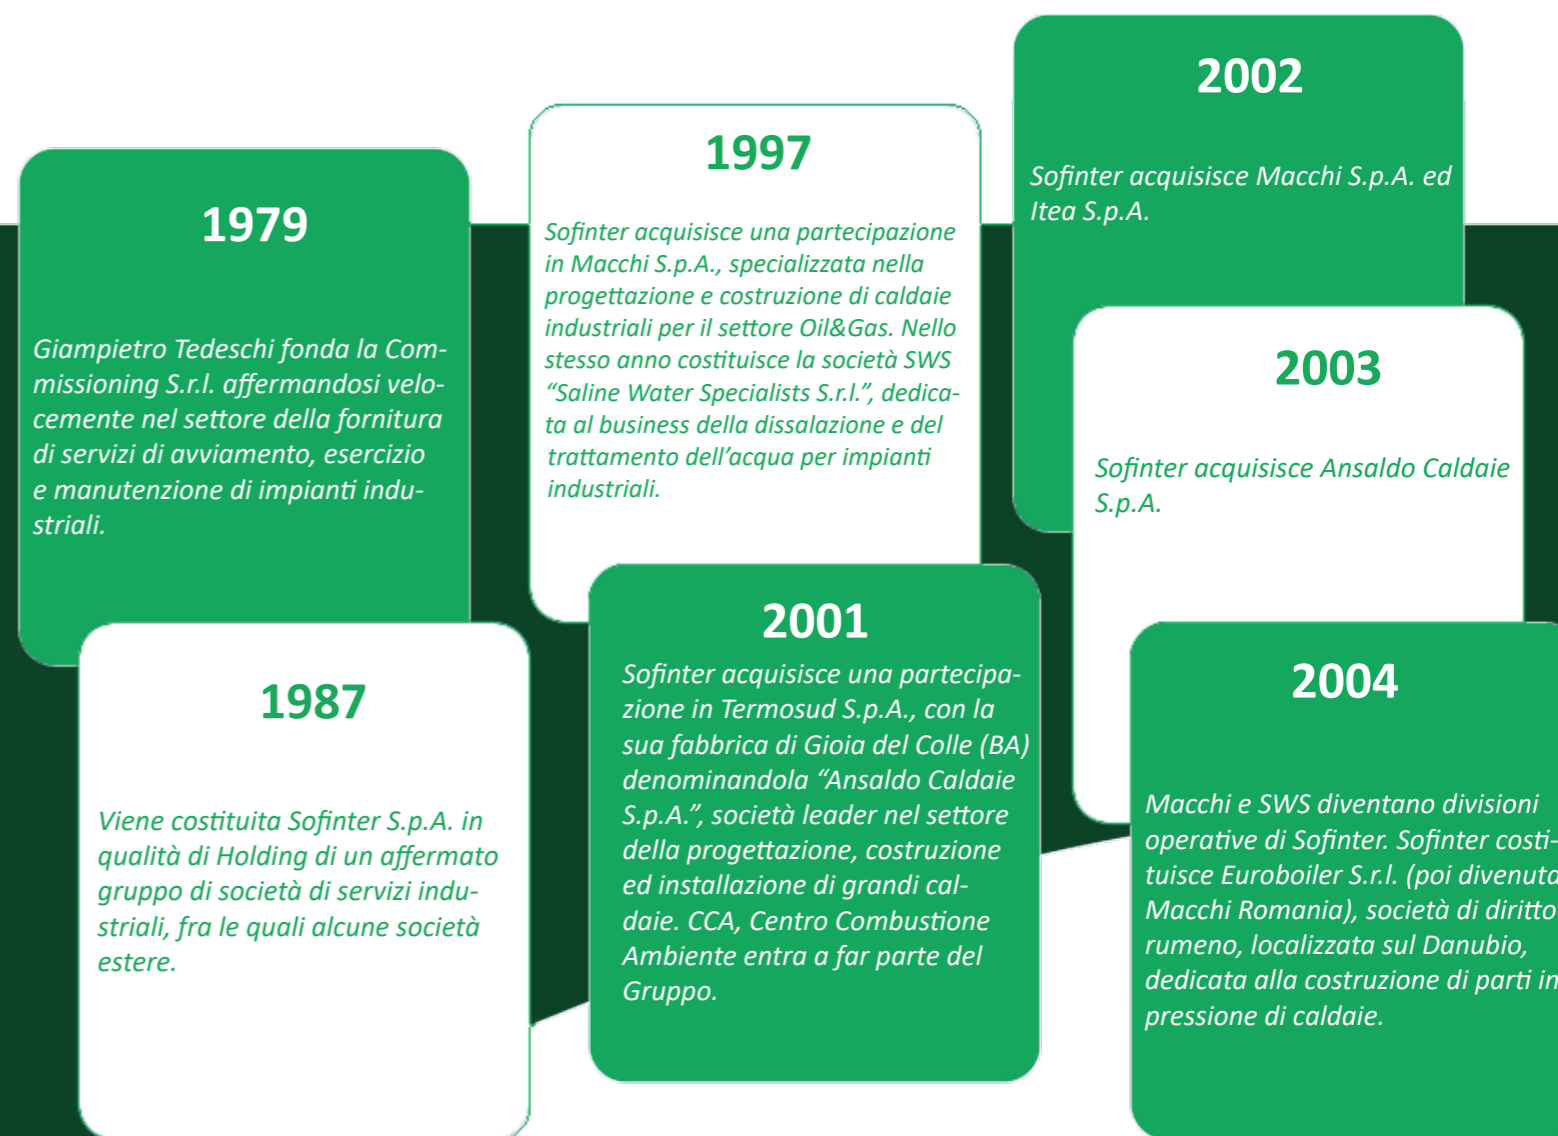 1979
Giampietro Tedeschi fonda la Com-
missioning S.r.l. affermandosi velo-
cemente nel settore della fornitura
di servizi di avviamento, esercizio
e manutenzione di impianti indu-
striali.
1987
Viene costituita Sofinter S.p.A. in
qualità di Holding di un affermato
gruppo di società di servizi indu-
striali, fra le quali alcune società
estere.
1997
Sofinter acquisisce una partecipazione
in Macchi S.p.A., specializzata nella
progettazione e costruzione di caldaie
industriali per il settore Oil&Gas. Nello
stesso anno costituisce la società SWS
“Saline Water Specialists S.r.l.”, dedica-
ta al business della dissalazione e del
trattamento dell’acqua per impianti
industriali.
2001
Sofinter acquisisce una partecipa-
zione in Termosud S.p.A., con la
sua fabbrica di Gioia del Colle (BA)
denominandola “Ansaldo Caldaie
S.p.A.”, società leader nel settore
della progettazione, costruzione
ed installazione di grandi cal-
daie. CCA, Centro Combustione
Ambiente entra a far parte del
Gruppo.
2002
Sofinter acquisisce Macchi S.p.A. ed
Itea S.p.A.
2003
Sofinter acquisisce Ansaldo Caldaie
S.p.A.
2004
Macchi e SWS diventano divisioni
operative di Sofinter. Sofinter costi-
tuisce Euroboiler S.r.l. (poi divenuta
Macchi Romania), società di diritto
rumeno, localizzata sul Danubio,
dedicata alla costruzione di parti in
pressione di caldaie.